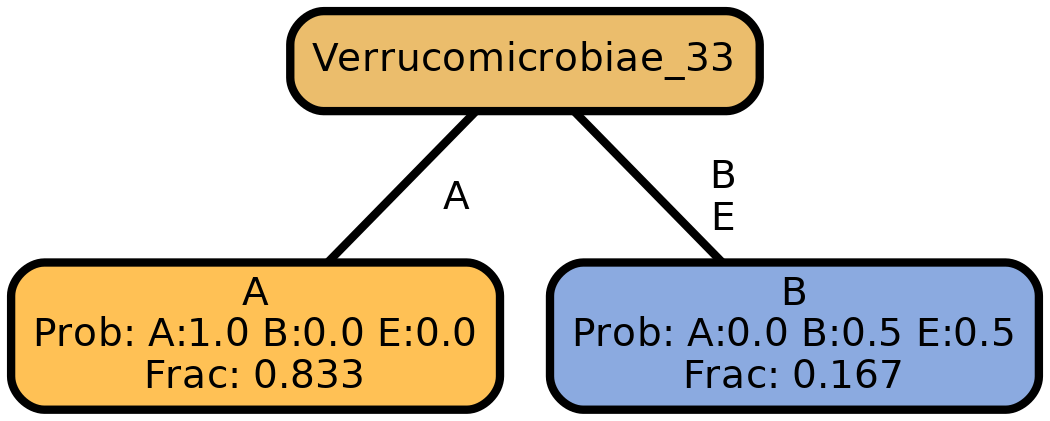 Verrucomicrobiae_33
A
B
E
A
Prob: A:1.0 B:0.0 E:0.0
Frac: 0.833
B
Prob: A:0.0 B:0.5 E:0.5
Frac: 0.167